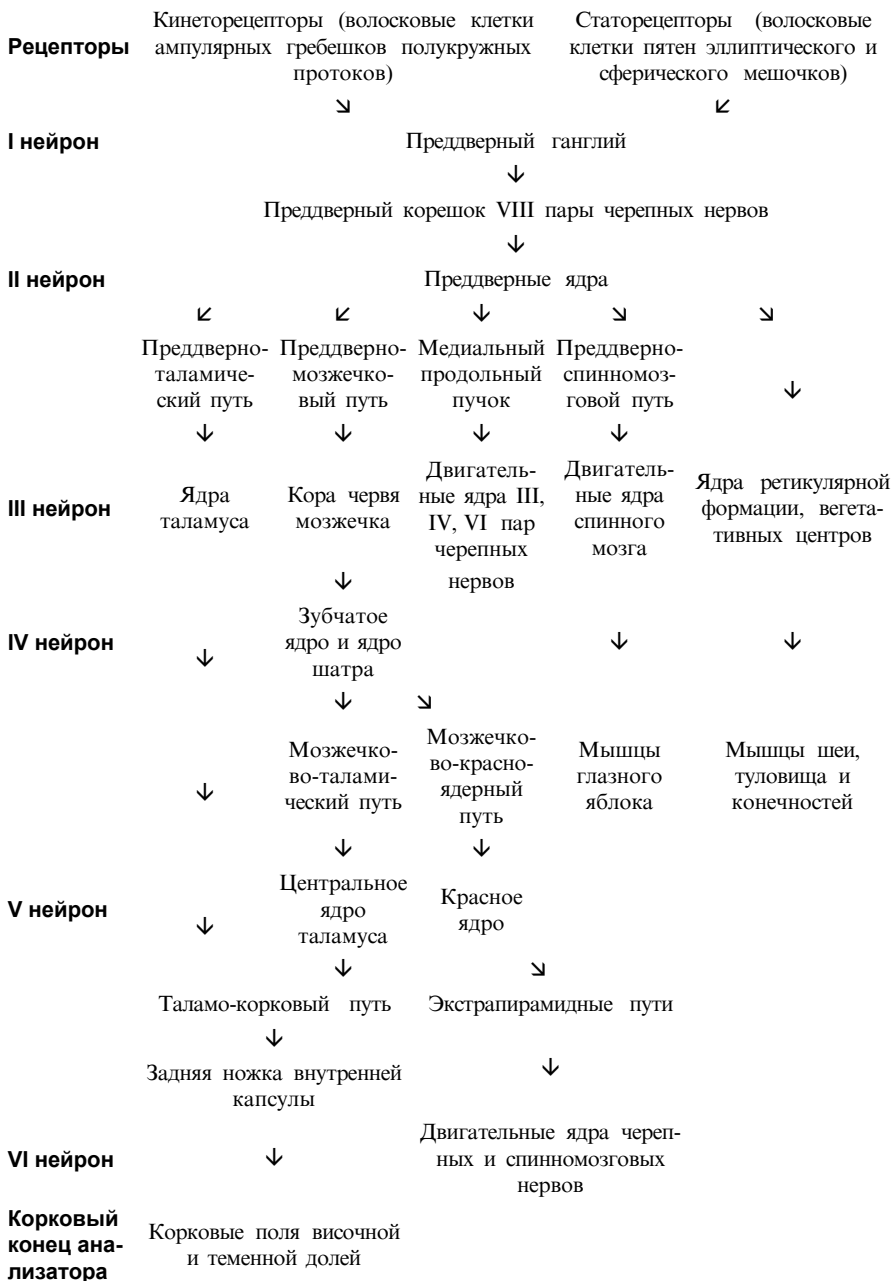 Кинеторецепторы (волосковые клетки
ампулярных гребешков полукружных
протоков)
Статорецепторы (волосковые
клетки пятен эллиптического и
сферического мешочков)
Рецепторы
I нейрон
Преддверный ганглий
Преддверный корешок VIII пары черепных нервов
II нейрон
Преддверные ядра
Преддверно-
таламиче-
ский путь
Преддверно-
мозжечко-
вый путь
Медиальный
продольный
пучок
Преддверно-
спинномоз-
говой путь
III нейрон
Ядра
таламуса
Кора червя
мозжечка
Двигатель-
ные ядра III,
IV, VI пар
черепных
нервов
Двигатель-
ные ядра
спинного
мозга
Ядра ретикулярной
формации, вегета-
тивных центров
IV нейрон
Зубчатое
ядро и ядро
шатра
Мозжечко-
во-талами-
ческий путь
Мозжечко-
во-красно-
ядерный
путь
Мышцы
глазного
яблока
Мышцы шеи,
туловища и
конечностей
V нейрон
Центральное
ядро
таламуса
Красное
ядро
Таламо-корковый путь
Экстрапирамидные пути
Задняя ножка внутренней
капсулы
VI нейрон
Двигательные ядра череп-
ных и спинномозговых
нервов
Корковый
конец ана-
лизатора
Корковые поля височной
и теменной долей